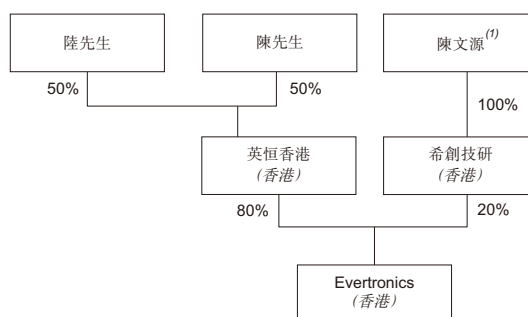 陸先生
陳先生
陳文源(1)
50%
50%
100%
英恒香港
(香港)
希創技研
(香港)
80%
20%
Evertronics
(香港)